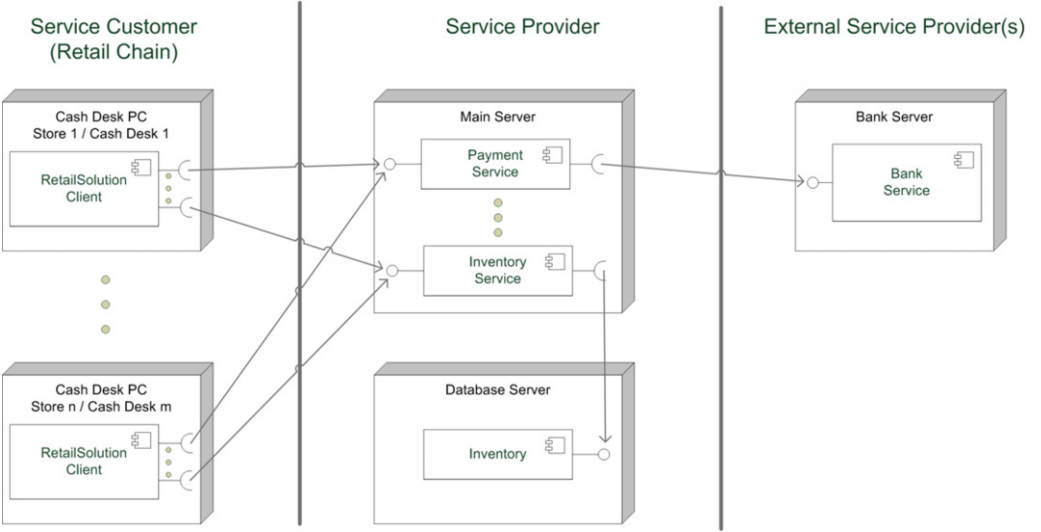 Service Customer
(Retail Chain)
Service Provider
External Service Provider(s)
Cash Desk PC
Store 1 / Cash Desk 1
RetailSolution
Client
Main Server
Payment
Service
Inventory
Service
Bank Server
Bank
Service
Cash Desk PC
Store n / Cash Desk m
RetailSolution
Client
Database Server
Inventory